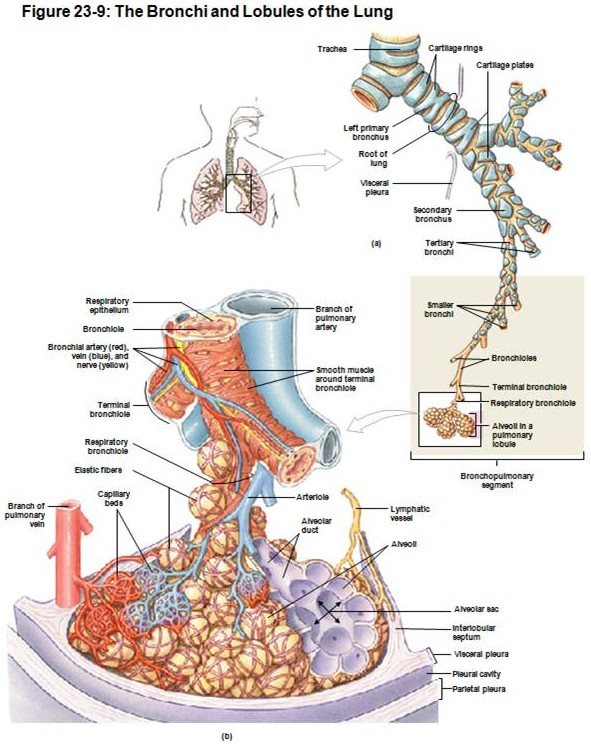 Figure 23-9: The Bronchi and Lobules of the Lung
Trachea
Cartilage rings
Cartilage plates
Left primary
bronchus
Root of
lung
Visceral
pleura
Secondary
bronchus
(a)
Tertiary
bronchi
Smaller
bronchi
Bronchioles
Terminal bronchiole
Respiratory bronchiole
Alveoli in a
pulmonary
lobule
Bronchopulmonary
segment
Respiratory
epithelium
Bronchiole
Bronchial artery (red),
vein (blue), and
nerve (yellow)
Terminal
bronchiole
Respiratory
bronchiole
Elastic fibers
Capillary
beds
Branch of
pulmonary
vein
Branch of
pulmonary
artery
Smooth muscle
around terminal
bronchiole
Arteriole
Alveolar
duct
Lymphatic
vessel
Alveoli
Alveolar sac
Interlobular
septum
Visceral pleura
Pleural cavity
Parietal pleura
(b)